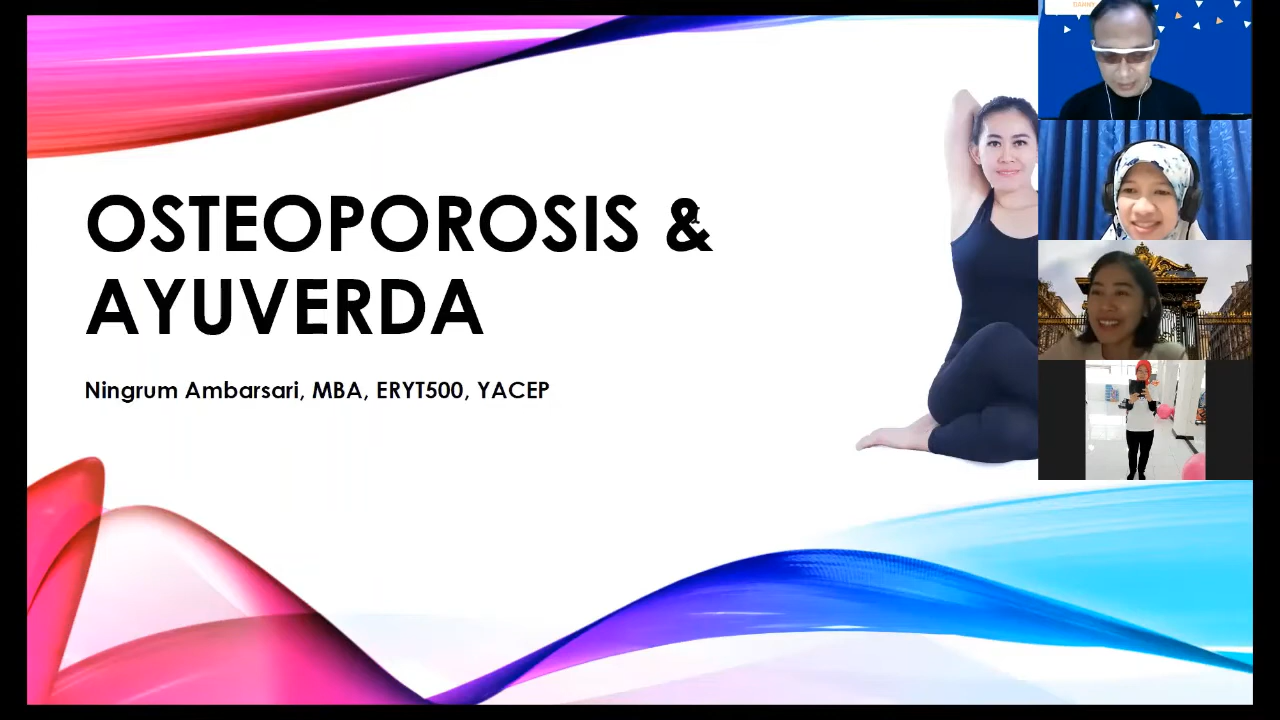 OSTEOPOROSIS &
AYUVERDA
Ningrum Ambarsari, MBA, ERYT500, YACEP